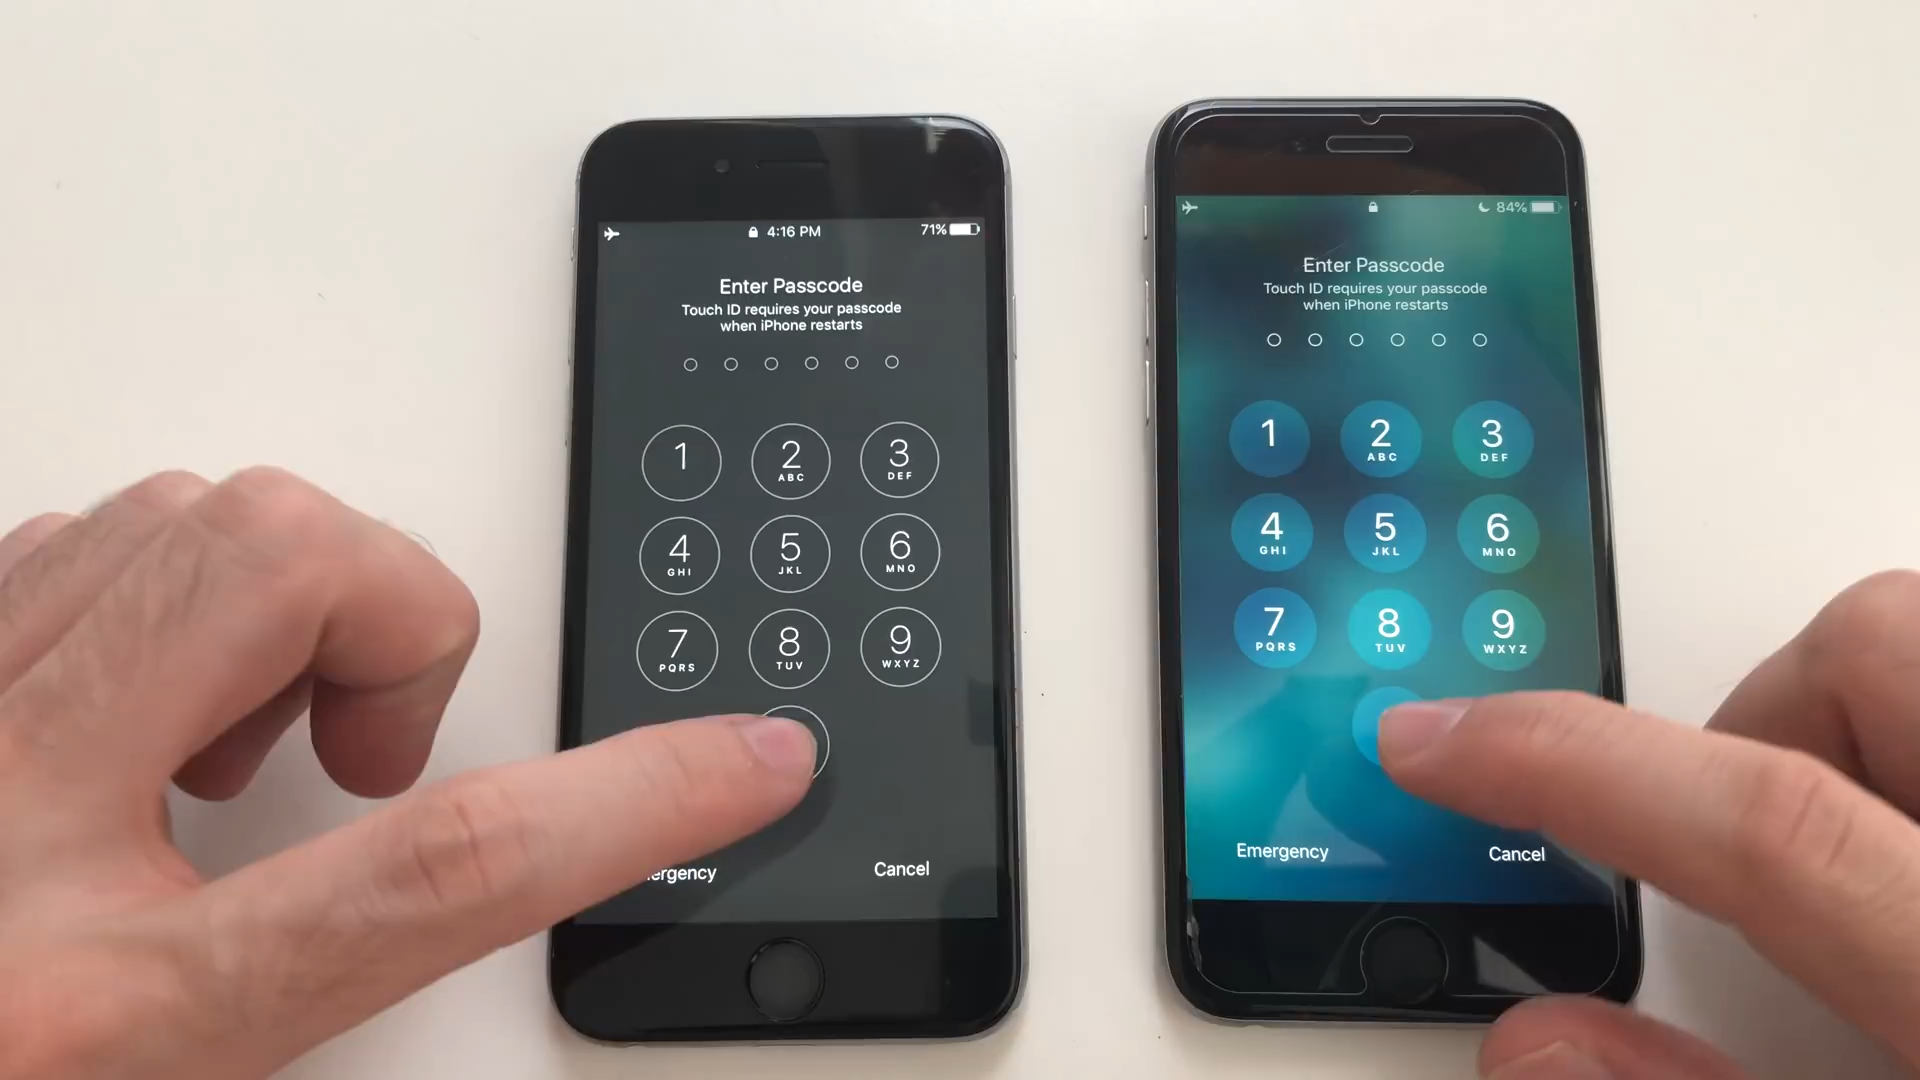 4:16 PM
71%
Enter Passcode
Touch ID requires your passcode
when iPhone restarts
1
2
ABC
3
DEF
4
GHI
5
JKL
6
MNO
7
PQRS
8
TUV
9
WXYZ
ergency
Cancel
84%
Enter Passcode
Touch ID requires your passcode
when iPhone restarts
1
2
ABC
3
DEF
4
GHI
5
JKL
6
MNO
7
PQRS
8
TUV
9
WXYZ
Emergency
Cancel